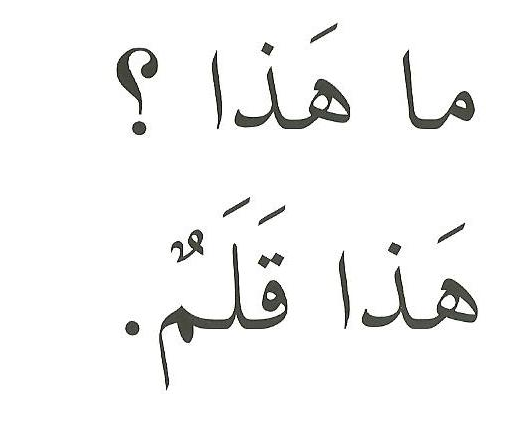 ما هَذا ؟
هَذا قَلَمٌ.